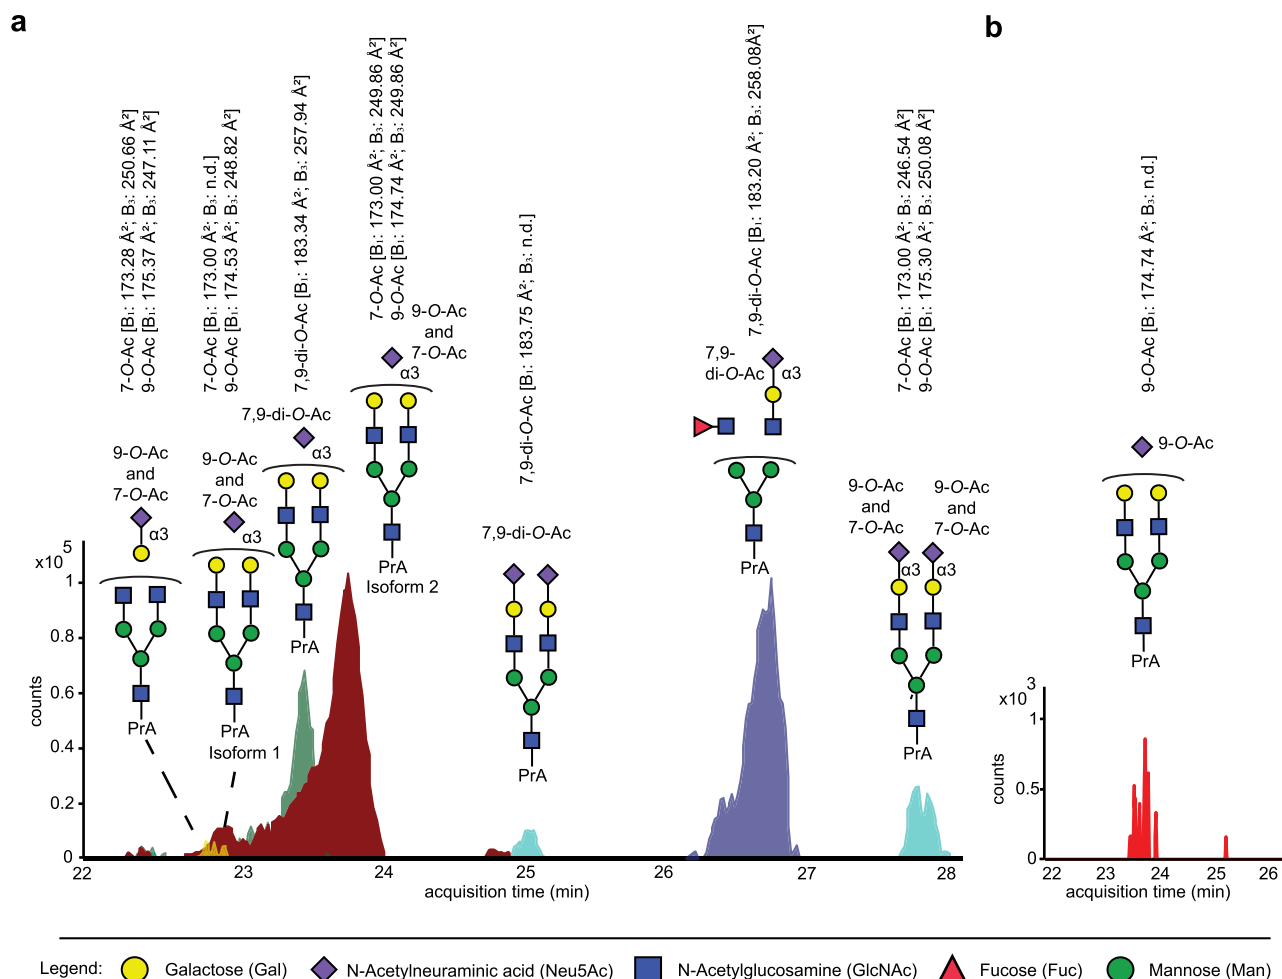 a
b
7-O-Ac [B₁: 173.28 Å²; B₃: 250.66 Å²]
9-O-Ac [B₁: 175.37 Å²; B₃: 247.11 Å²]
7-O-Ac [B₁: 173.00 Å²; B₃: n.d.]
9-O-Ac [B₁: 174.53 Å²; B₃: 248.82 Å²]
7,9-di-O-Ac [B₁: 183.34 Å²; B₃: 257.94 Å²]
7-O-Ac [B₁: 173.00 Å²; B₃: 249.86 Å²]
9-O-Ac [B₁: 174.74 Å²; B₃: 249.86 Å²]
7,9-di-O-Ac [B₁: 183.75 Å²; B₃: n.d.]
7,9-di-O-Ac [B₁: 183.20 Å²; B₃: 258.08Å²]
7-O-Ac [B₁: 173.00 Å²; B₃: 246.54 Å²]
9-O-Ac [B₁: 175.30 Å²; B₃: 250.08 Å²]
9-O-Ac [B₁: 174.74 Å²; B₃: n.d.]
9-O-Ac
and
7-O-Ac
α3
PrA
9-O-Ac
and
7-O-Ac
α3
PrA
Isoform 1
7,9-di-O-Ac
α3
PrA
9-O-Ac
and
7-O-Ac
α3
PrA
Isoform 2
7,9-di-O-Ac
PrA
7,9-
di-O-Ac
α3
PrA
9-O-Ac
and
7-O-Ac
9-O-Ac
and
7-O-Ac
α3
α3
PrA
9-O-Ac
PrA
x10⁵
1
0.8
0.6
0.4
0.2
0
counts
22
23
24
25
26
27
28
acquisition time (min)
x10³
1
0.5
0
counts
22
23
24
25
26
acquisition time (min)
Legend:
Galactose (Gal)
N-Acetylneuraminic acid (Neu5Ac)
N-Acetylglucosamine (GlcNAc)
Fucose (Fuc)
Mannose (Man)